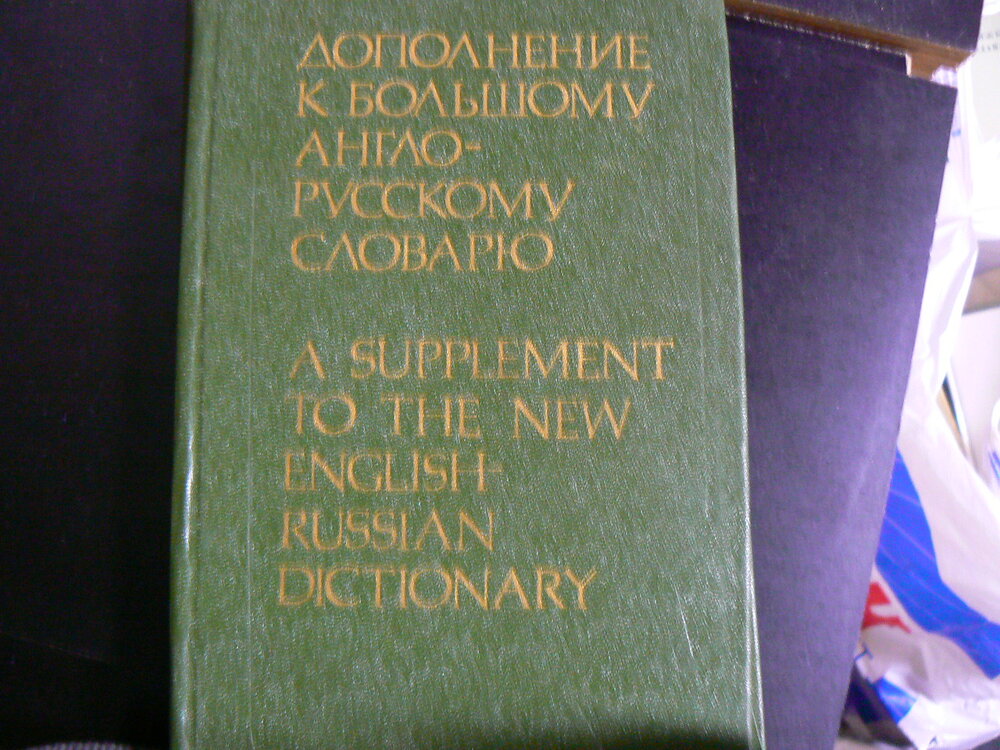 ДОПОЛНЕНИЕ
К БОЛЬШОМУ
АНГЛО-
РУССКОМУ
СЛОВАРЮ
A SUPPLEMENT
TO THE NEW
ENGLISH-
RUSSIAN
DICTIONARY